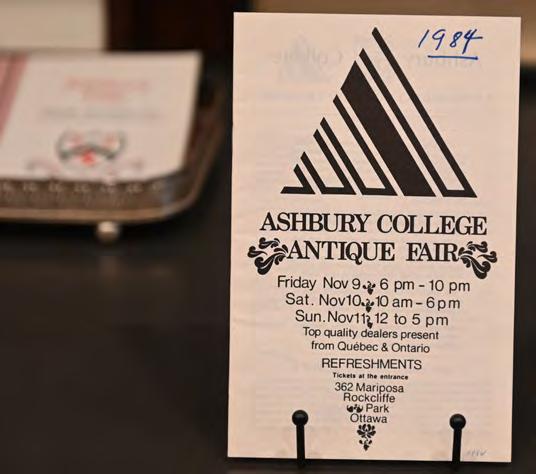 1984
ASHBURY COLLEGE
ANTIQUE FAIR
Friday Nov 9 6 pm - 10 pm
Sat. Nov10 10 am - 6pm
Sun. Nov11 12 to 5 pm
Top quality dealers present
from Québec & Ontario
REFRESHMENTS
Tickets at the entrance
362 Mariposa
Rockcliffe
Park
Ottawa
1984